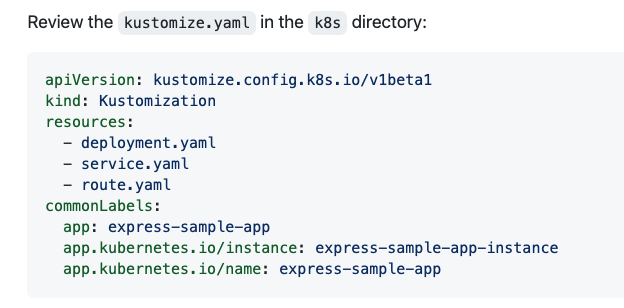 Review the kustomize.yaml in the k8s directory:
apiVersion: kustomize.config.k8s.io/v1beta1
kind: Kustomization
resources:
  - deployment.yaml
  - service.yaml
  - route.yaml
commonLabels:
  app: express-sample-app
  app.kubernetes.io/instance: express-sample-app-instance
  app.kubernetes.io/name: express-sample-app